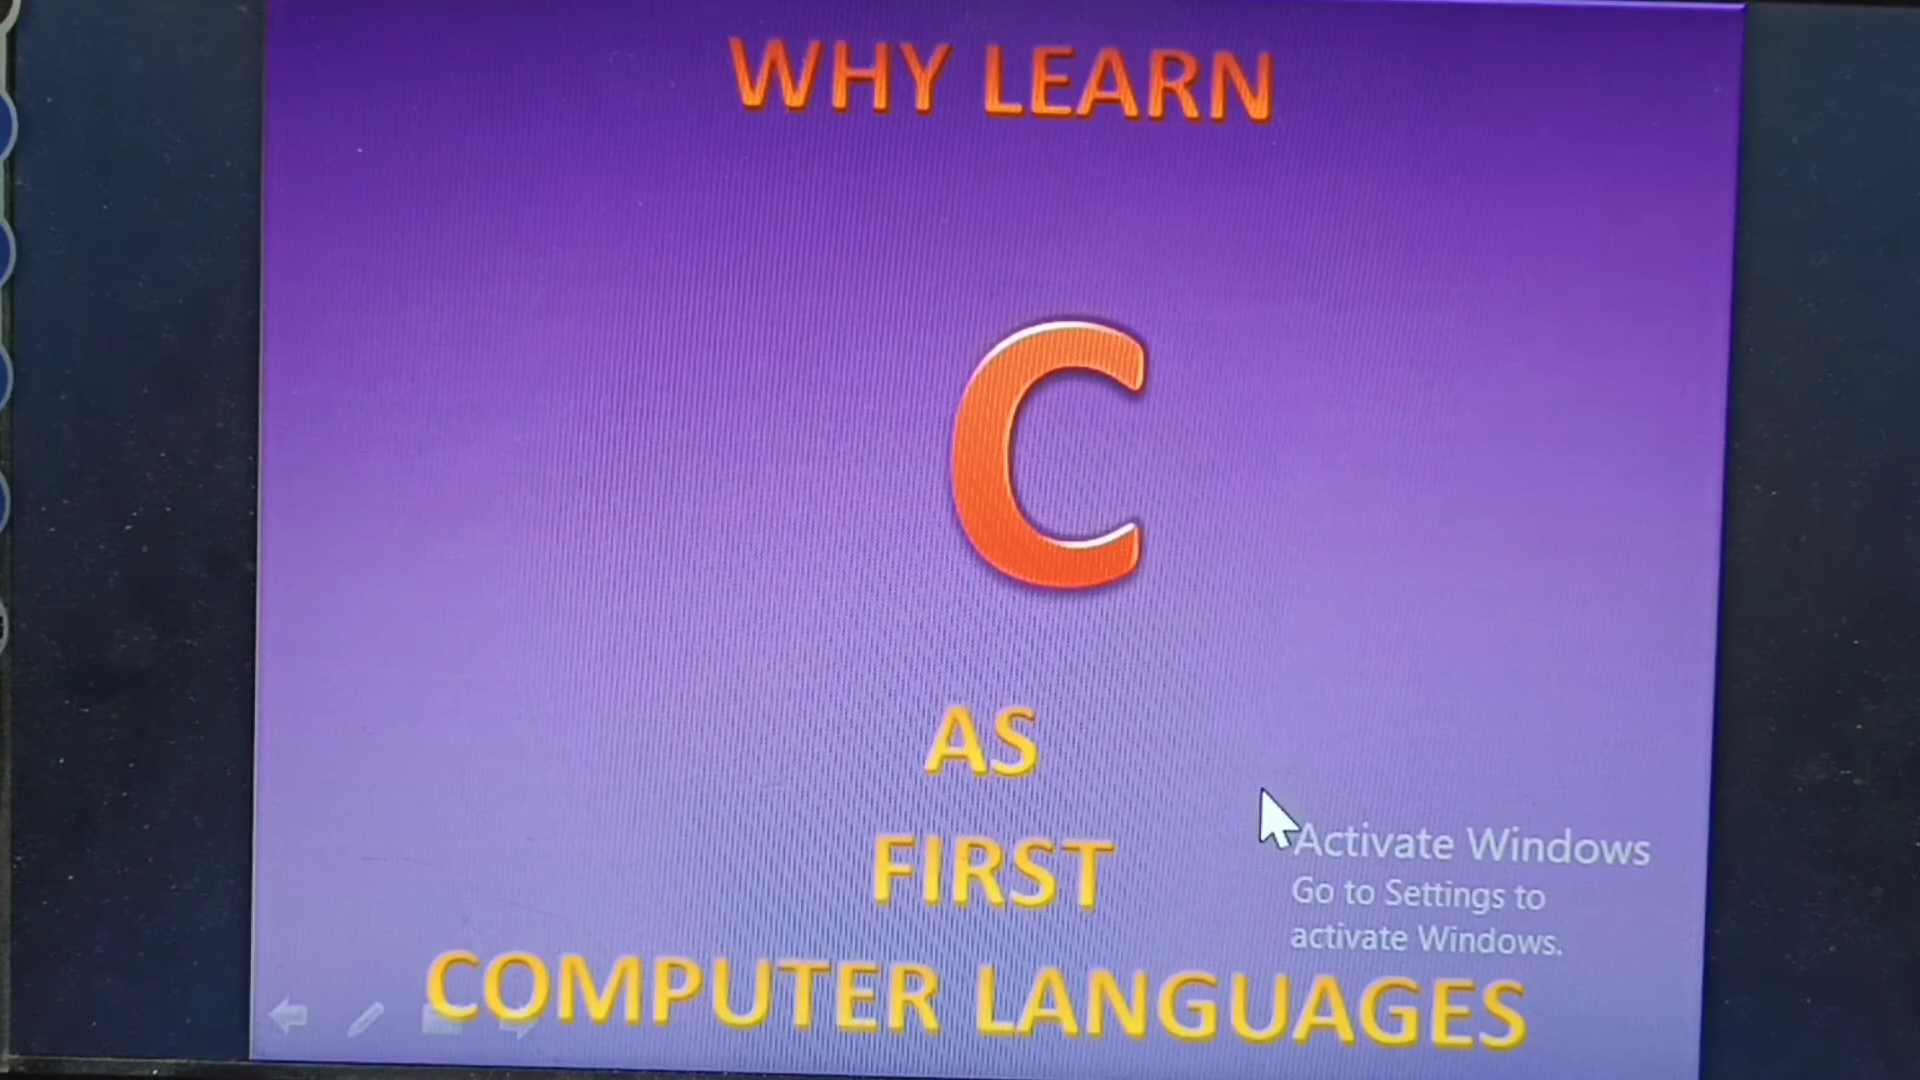 WHY LEARN
C
AS
FIRST
COMPUTER LANGUAGES
Activate Windows
Go to Settings to
activate Windows.